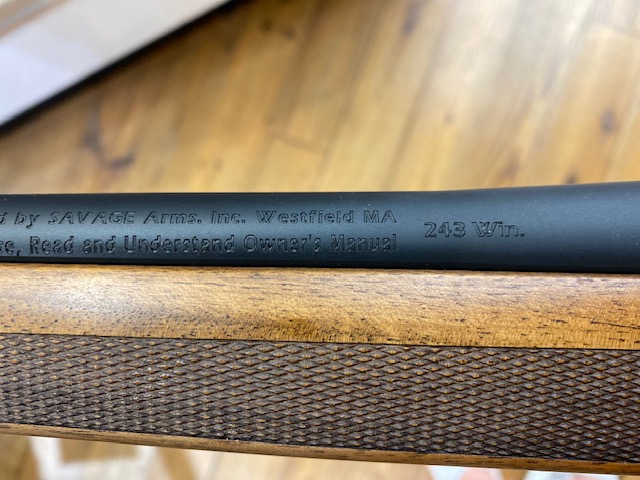 by SAVAGE Arms. Inc. Westfield MA
Read and Understand Owner's Manual
243 Win.